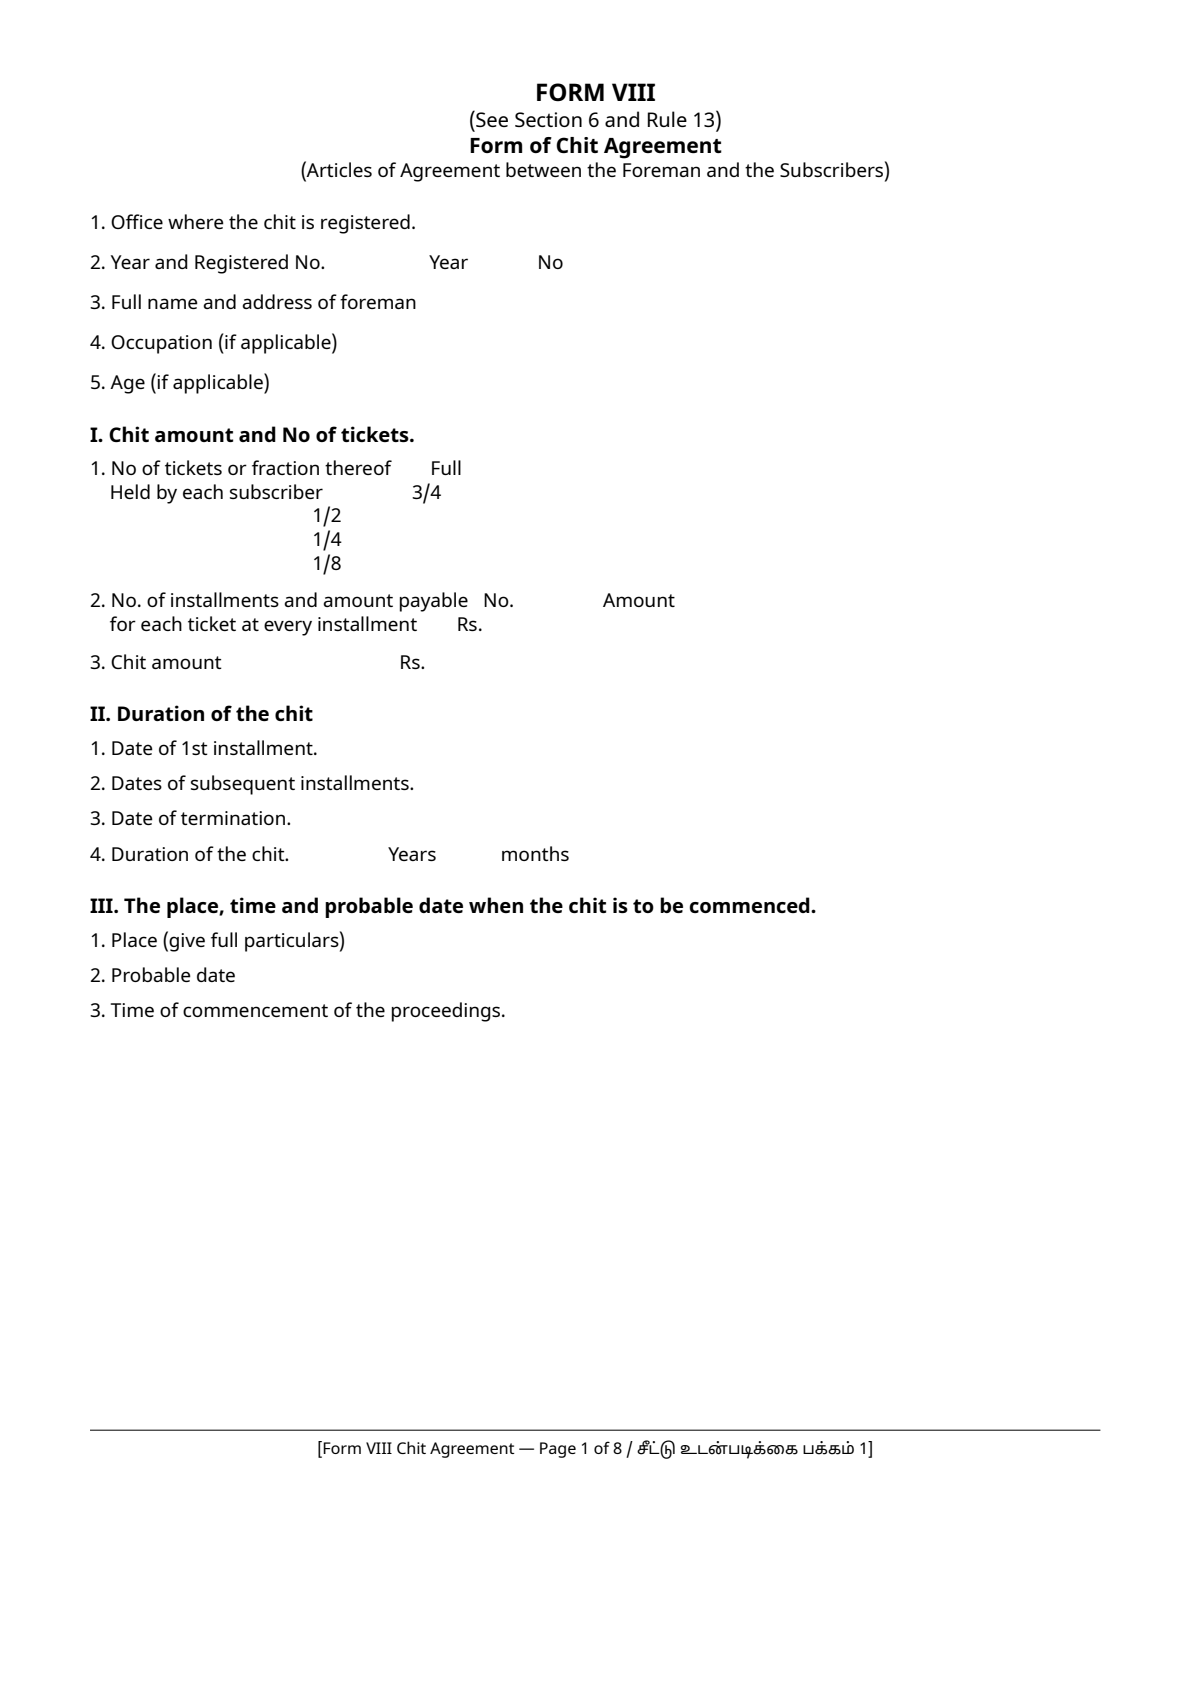 FORM VIII
(See Section 6 and Rule 13)
Form of Chit Agreement
(Articles of Agreement between the Foreman and the Subscribers)
1. Office where the chit is registered.
2. Year and Registered No. Year No
3. Full name and address of foreman
4. Occupation (if applicable)
5. Age (if applicable)
I. Chit amount and No of tickets.
1. No of tickets or fraction thereof Full
Held by each subscriber 3/4
1/2
1/4
1/8
2. No. of installments and amount payable No. Amount
for each ticket at every installment Rs.
3. Chit amount Rs.
II. Duration of the chit
1. Date of 1st installment.
2. Dates of subsequent installments.
3. Date of termination.
4. Duration of the chit. Years months
III. The place, time and probable date when the chit is to be commenced.
1. Place (give full particulars)
2. Probable date
3. Time of commencement of the proceedings.
[Form VIII Chit Agreement — Page 1 of 8 / சீட்டு உடன்படிக்கை பக்கம் 1]